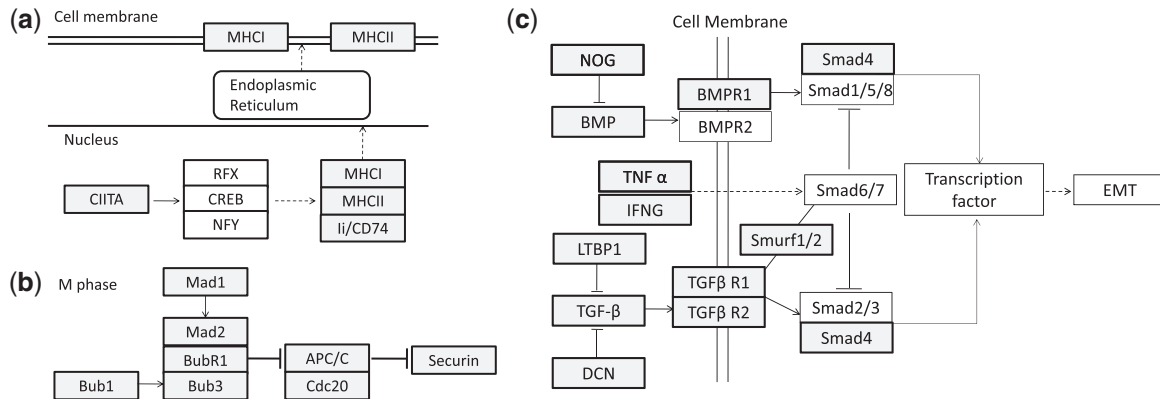 (a)
Cell membrane
MHCI
MHCII
Endoplasmic
Reticulum
Nucleus
CIITA
RFX
CREB
NFY
MHCI
MHCII
Ii/CD74
(b)
M phase
Mad1
Mad2
BubR1
Bub3
Bub1
APC/C
Cdc20
Securin
(c)
Cell Membrane
NOG
BMP
BMPR1
BMPR2
Smad4
Smad1/5/8
TNF α
IFNG
Smad6/7
Transcription
factor
EMT
Smurf1/2
LTBP1
TGF-β
DCN
TGFβ R1
TGFβ R2
Smad2/3
Smad4